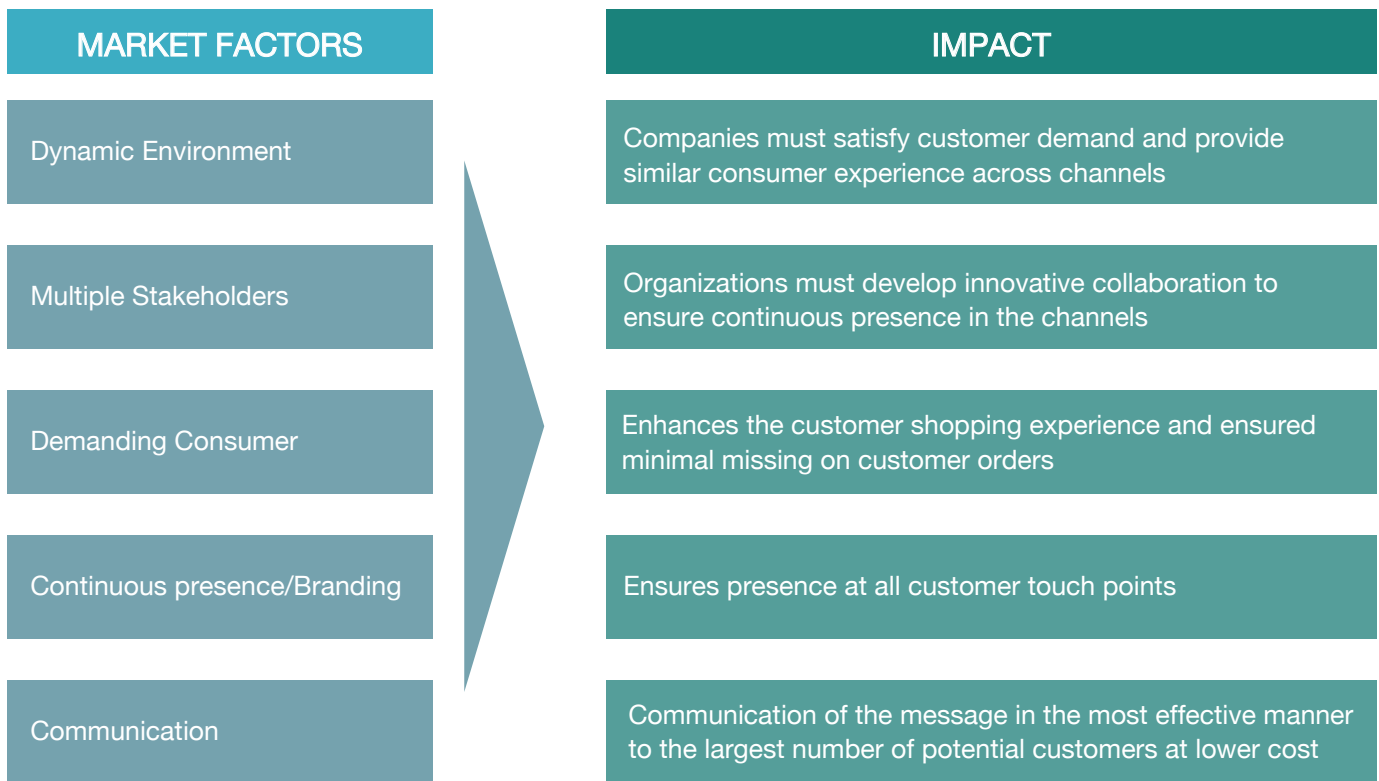 MARKET FACTORS
IMPACT
Dynamic Environment
Companies must satisfy customer demand and provide
similar consumer experience across channels
Multiple Stakeholders
Organizations must develop innovative collaboration to
ensure continuous presence in the channels
Demanding Consumer
Enhances the customer shopping experience and ensured
minimal missing on customer orders
Continuous presence/Branding
Ensures presence at all customer touch points
Communication
Communication of the message in the most effective manner
to the largest number of potential customers at lower cost